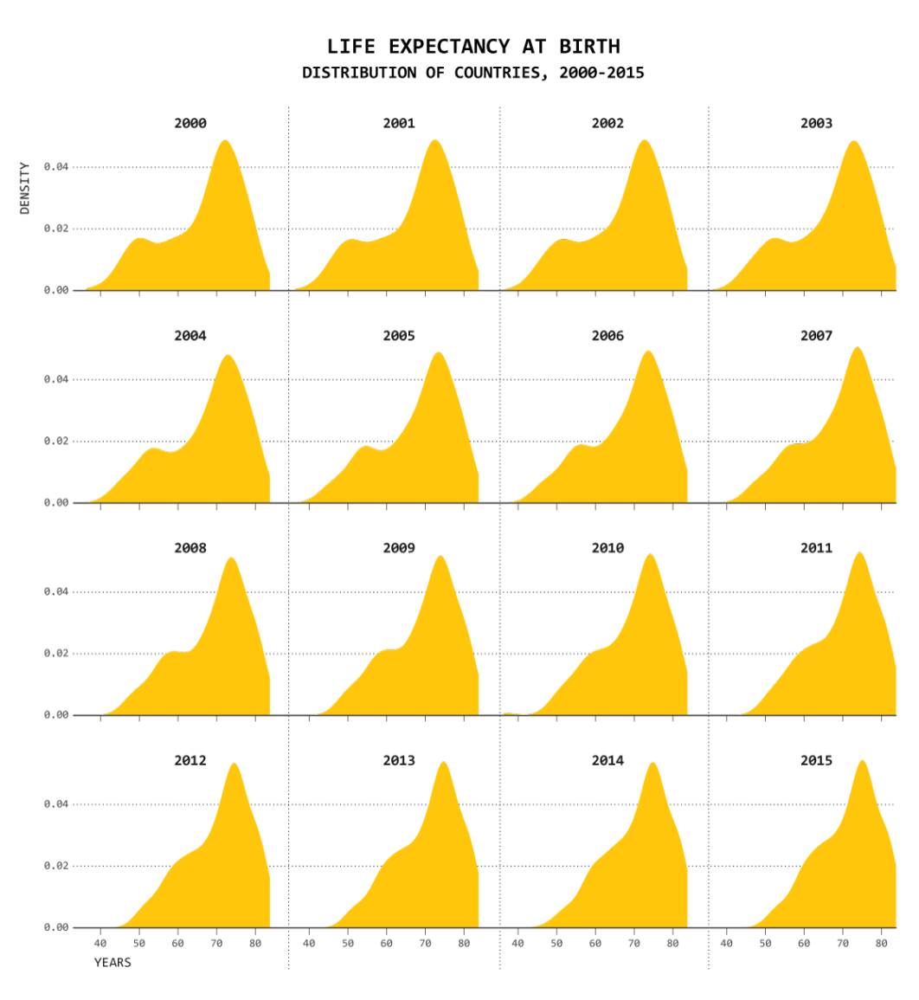 LIFE EXPECTANCY AT BIRTH
DISTRIBUTION OF COUNTRIES, 2000-2015
2000 2001 2002 2003
DENSITY
0.04
0.02
0.00
2004 2005 2006 2007
0.04
0.02
0.00
2008 2009 2010 2011
0.04
0.02
0.00
2012 2013 2014 2015
0.04
0.02
0.00
40 50 60 70 80 40 50 60 70 80 40 50 60 70 80 40 50 60 70 80
YEARS